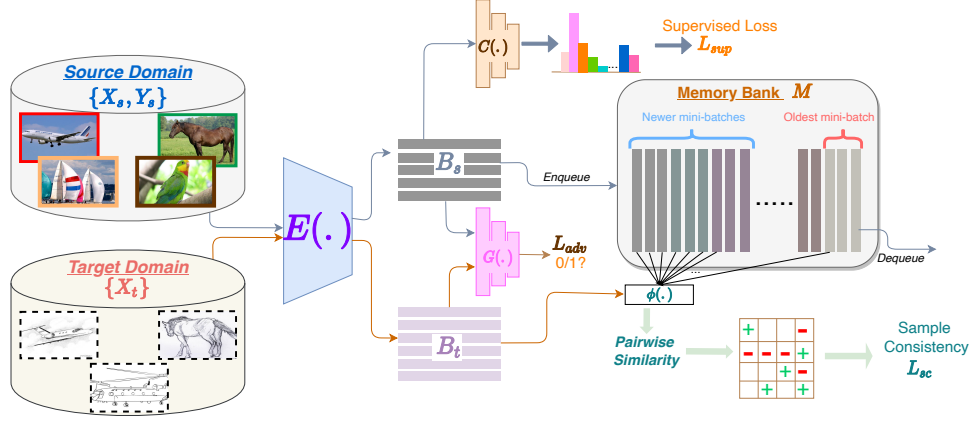 Source Domain
{X_s, Y_s}
Target Domain
{X_t}
E(.)
C(.)
Supervised Loss
L_sup
B_s
Enqueue
G(.)
L_adv
0/1?
B_t
Memory Bank M
Newer mini-batches
Oldest mini-batch
......
...
Dequeue
ϕ(.)
Pairwise
Similarity
+ -
- - - +
+ -
+ +
Sample
Consistency
L_sc